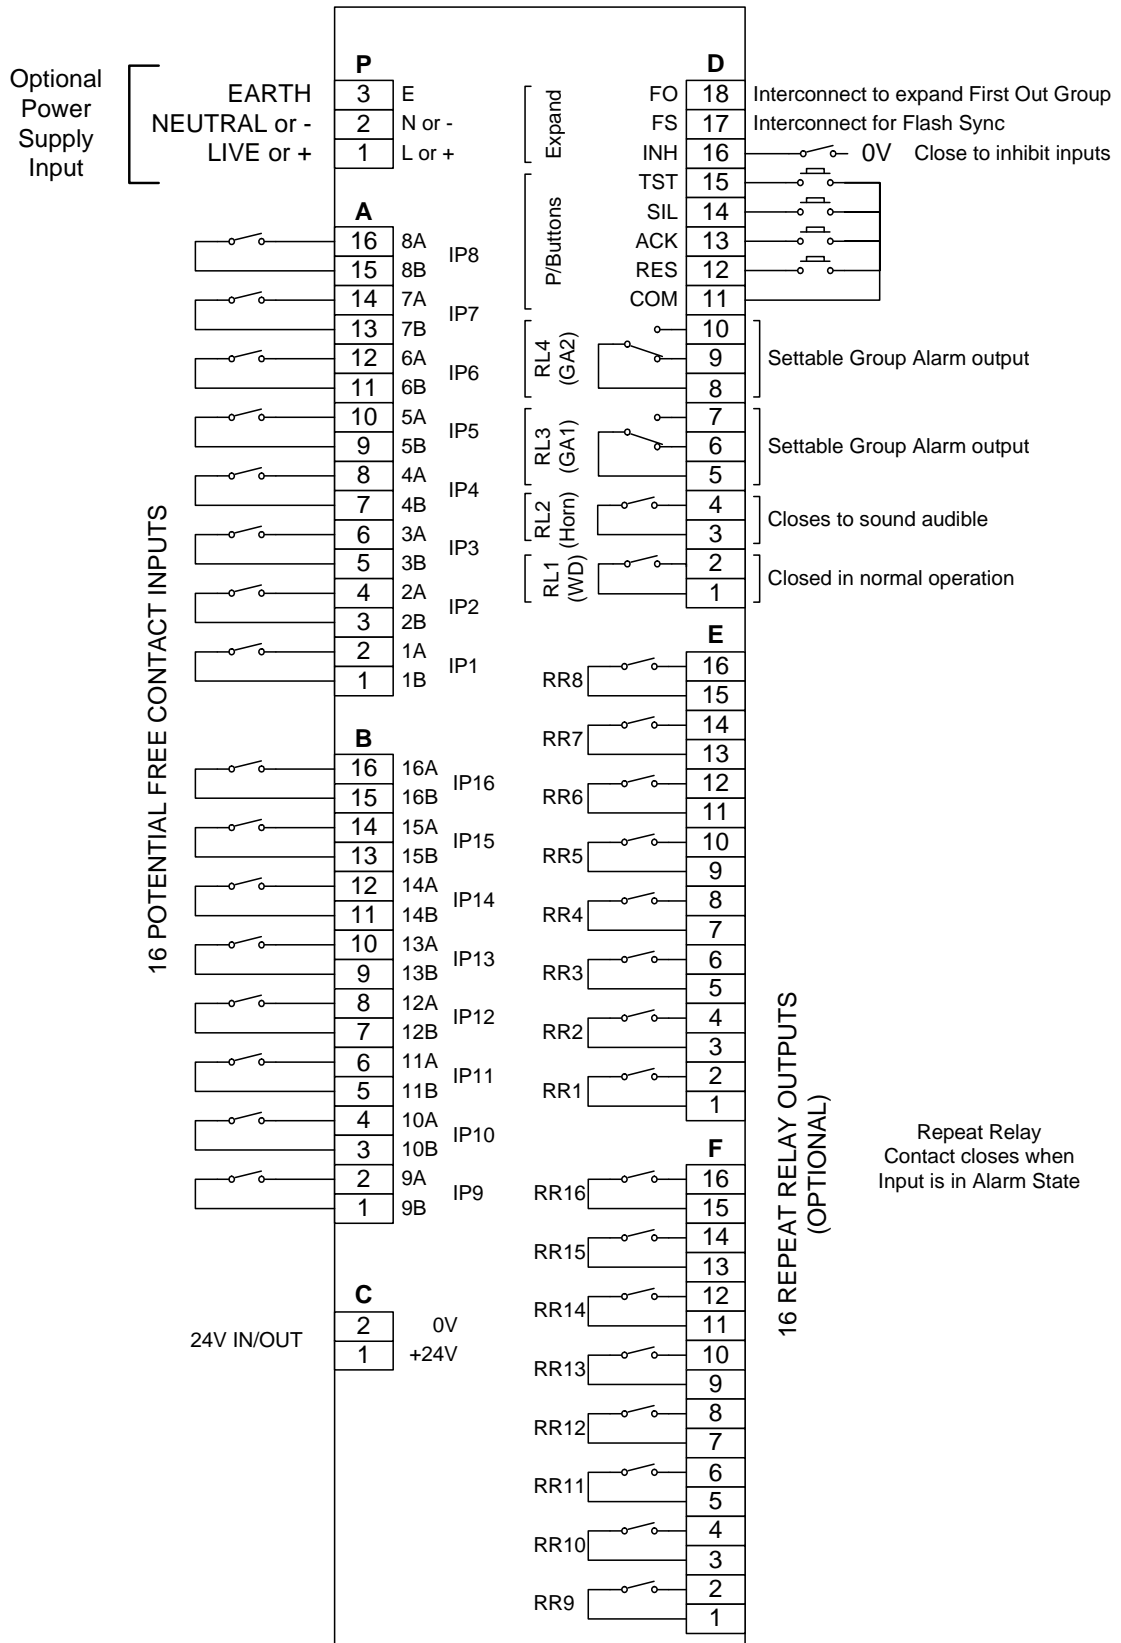 Optional
Power
Supply
Input
P
EARTH 3 E
NEUTRAL or - 2 N or -
LIVE or + 1 L or +
16 POTENTIAL FREE CONTACT INPUTS
A
16 8A
IP8
15 8B
14 7A
IP7
13 7B
12 6A
IP6
11 6B
10 5A
IP5
9 5B
8 4A
IP4
7 4B
6 3A
IP3
5 3B
4 2A
IP2
3 2B
2 1A
IP1
1 1B
B
16 16A
IP16
15 16B
14 15A
IP15
13 15B
12 14A
IP14
11 14B
10 13A
IP13
9 13B
8 12A
IP12
7 12B
6 11A
IP11
5 11B
4 10A
IP10
3 10B
2 9A
IP9
1 9B
C
24V IN/OUT
2 0V
1 +24V
D
Expand
FO 18 Interconnect to expand First Out Group
FS 17 Interconnect for Flash Sync
INH 16 0V Close to inhibit inputs
P/Buttons
TST 15
SIL 14
ACK 13
RES 12
COM 11
RL4
(GA2)
10
9 Settable Group Alarm output
8
RL3
(GA1)
7
6 Settable Group Alarm output
5
RL2
(Horn)
4
Closes to sound audible
3
RL1
(WD)
2
Closed in normal operation
1
E
16
RR8
15
14
RR7
13
12
RR6
11
10
RR5
9
8
RR4
7
6
RR3
5
4
RR2
3
2
RR1
1
F
16
RR16
15
14
RR15
13
12
RR14
11
10
RR13
9
8
RR12
7
6
RR11
5
4
RR10
3
2
RR9
1
16 REPEAT RELAY OUTPUTS
(OPTIONAL)
Repeat Relay
Contact closes when
Input is in Alarm State